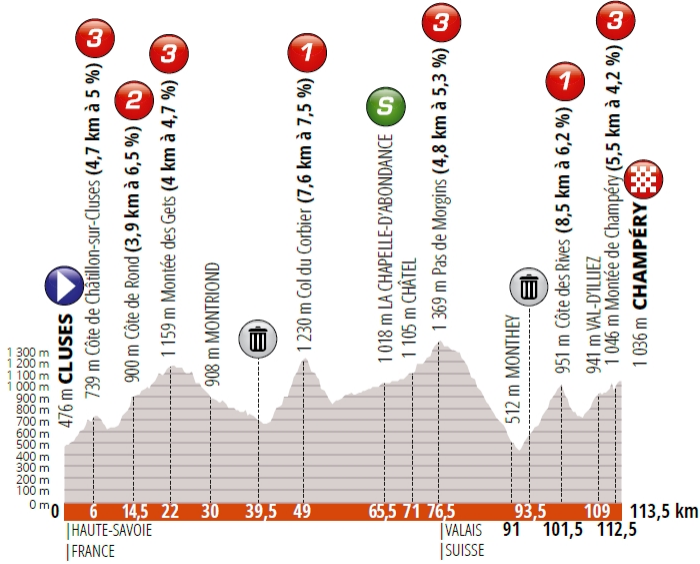 3
2
3
1
S
3
1
3
476 m CLUSES
739 m Côte de Châtillon-sur-Cluses (4,7 km à 5 %)
900 m Côte de Rond (3,9 km à 6,5 %)
1 159 m Montée des Gets (4 km à 4,7 %)
908 m MONTRIOND
1 230 m Col du Corbier (7,6 km à 7,5 %)
1 018 m LA CHAPELLE-D'ABONDANCE
1 105 m CHÂTEL
1 369 m Pas de Morgins (4,8 km à 5,3 %)
512 m MONTHEY
951 m Côte des Rives (8,5 km à 6,2 %)
941 m VAL-D'ILLIEZ
1 046 m Montée de Champéry (5,5 km à 4,2 %)
1 036 m CHAMPÉRY
1 300 m
1 200 m
1 100 m
1 000 m
900 m
800 m
700 m
600 m
500 m
400 m
300 m
200 m
100 m
0 m
0 6 14,5 22 30 39,5 49 65,5 71 76,5 93,5 109 113,5 km
91 101,5 112,5
HAUTE-SAVOIE
FRANCE
VALAIS
SUISSE